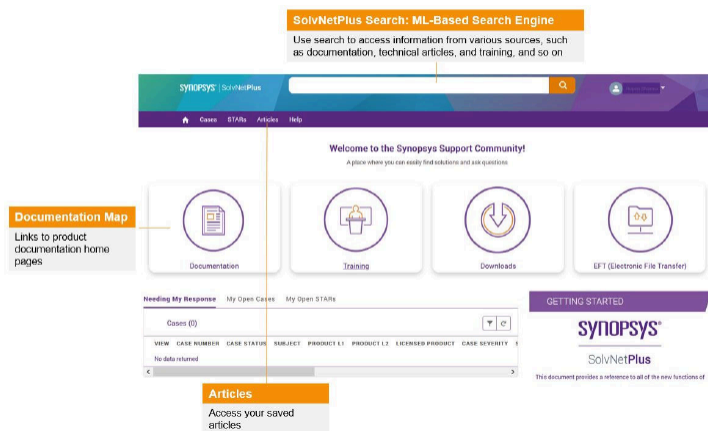 SolvNetPlus Search: ML-Based Search Engine
Use search to access information from various sources, such
as documentation, technical articles, and training, and so on
SYNOPSYS® | SolvNetPlus
Cases STARs Articles Help
Welcome to the Synopsys Support Community!
A place where you can easily find solutions and ask questions
Documentation Map
Links to product
documentation home
pages
Documentation
Training
Downloads
EFT (Electronic File Transfer)
Needing My Response My Open Cases My Open STARs
Cases (0)
VIEW CASE NUMBER CASE STATUS SUBJECT PRODUCT L1 PRODUCT L2 LICENSED PRODUCT CASE SEVERITY
No data returned
GETTING STARTED
SYNOPSYS®
SolvNetPlus
This document provides a reference to all of the new functions of
Articles
Access your saved
articles